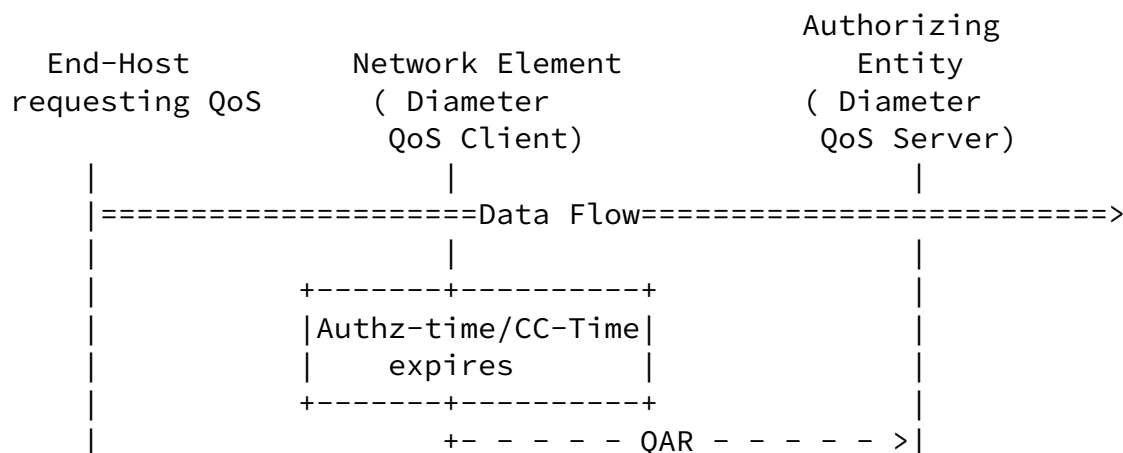 Authorizing
End-Host Network Element Entity
requesting QoS ( Diameter ( Diameter
QoS Client) QoS Server)
| | |
|=====================Data Flow==========================>
| | |
| +-------+----------+ |
| |Authz-time/CC-Time| |
| | expires | |
| +-------+----------+ |
| +- - - - - QAR - - - - - >|